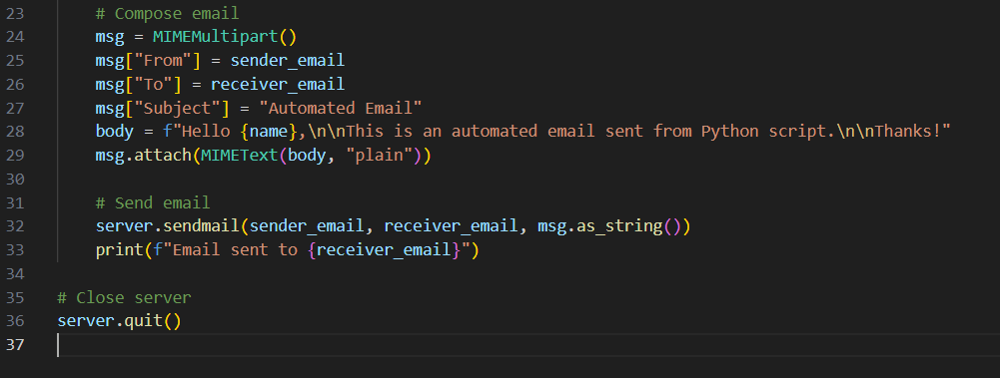 23 # Compose email
24 msg = MIMEMultipart()
25 msg["From"] = sender_email
26 msg["To"] = receiver_email
27 msg["Subject"] = "Automated Email"
28 body = f"Hello {name},\n\nThis is an automated email sent from Python script.\n\nThanks!"
29 msg.attach(MIMEText(body, "plain"))
30
31 # Send email
32 server.sendmail(sender_email, receiver_email, msg.as_string())
33 print(f"Email sent to {receiver_email}")
34
35 # Close server
36 server.quit()
37